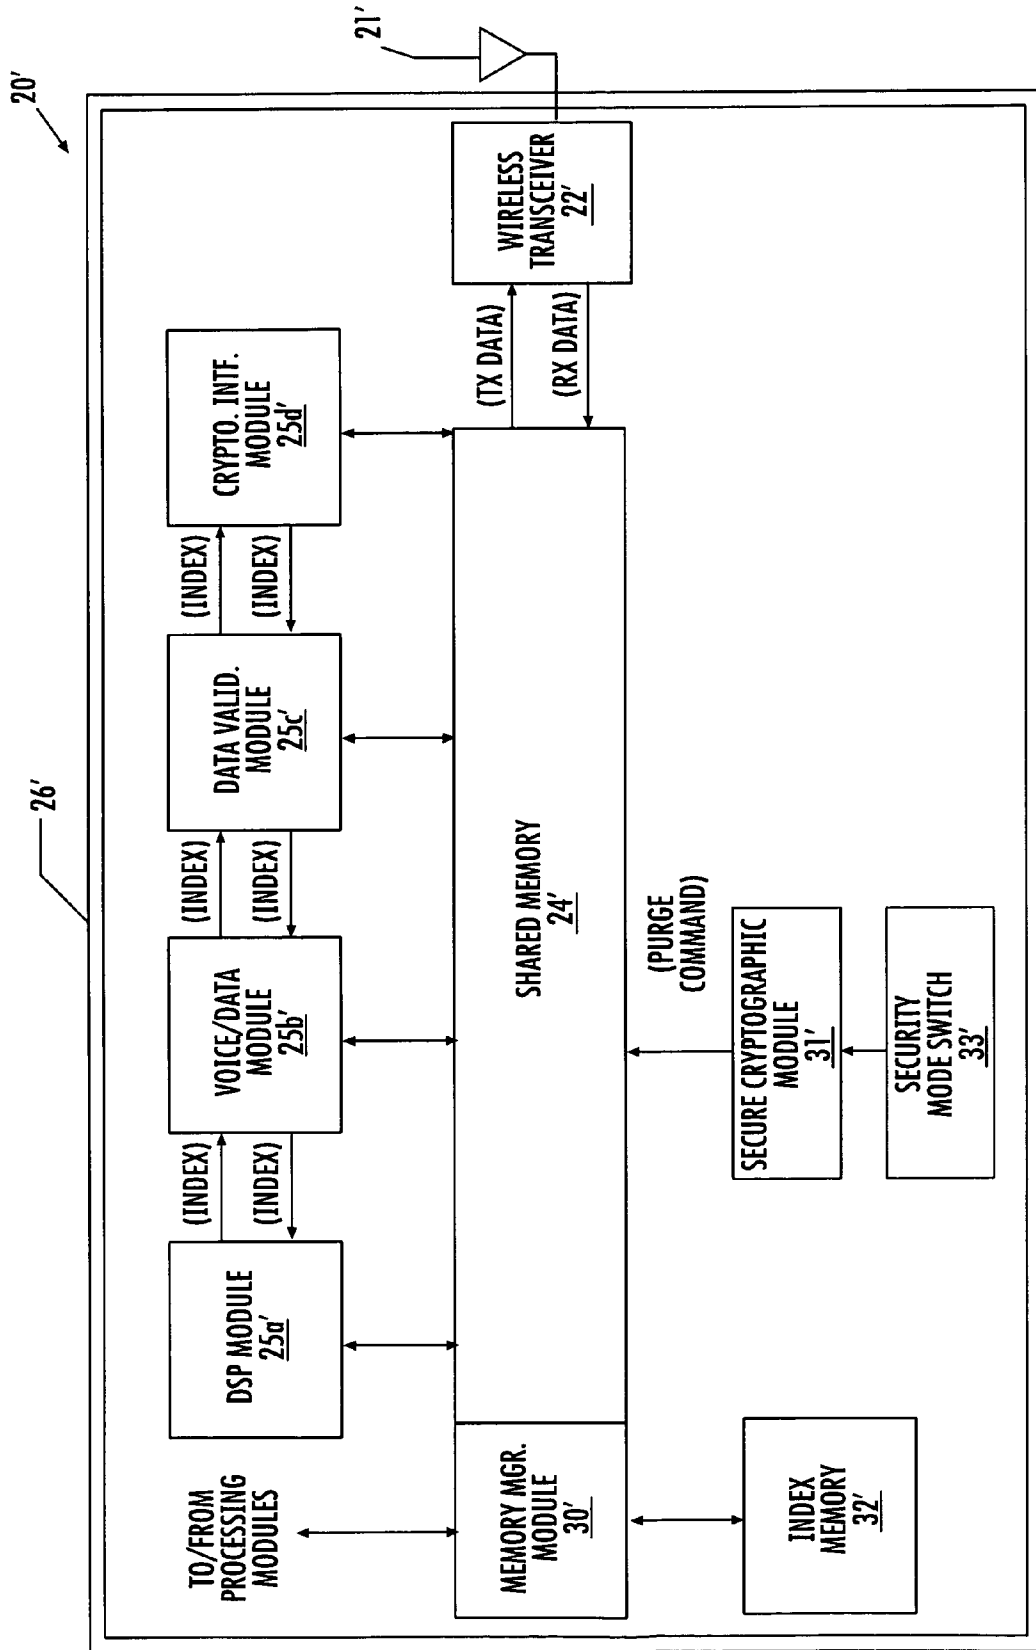 20'
26'
21'
TO/FROM
PROCESSING
MODULES
DSP MODULE
25a'
(INDEX)
(INDEX)
VOICE/DATA
MODULE
25b'
(INDEX)
(INDEX)
DATA VALID.
MODULE
25c'
(INDEX)
(INDEX)
CRYPTO. INTF.
MODULE
25d'
MEMORY MGR.
MODULE
30'
SHARED MEMORY
24'
(TX DATA)
(RX DATA)
WIRELESS
TRANSCEIVER
22'
(PURGE
COMMAND)
INDEX
MEMORY
32'
SECURE CRYPTOGRAPHIC
MODULE
31'
SECURITY
MODE SWITCH
33'